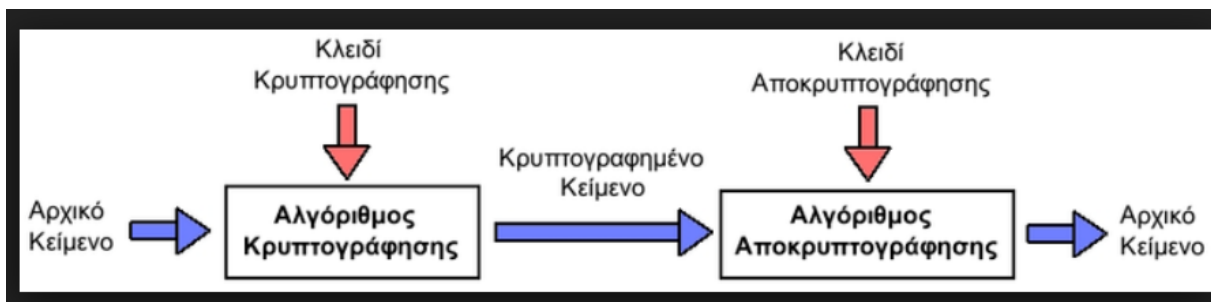 Κλειδί
Κρυπτογράφησης
Κλειδί
Αποκρυπτογράφησης
Αρχικό
Κείμενο
Αλγόριθμος
Κρυπτογράφησης
Κρυπτογραφημένο
Κείμενο
Αλγόριθμος
Αποκρυπτογράφησης
Αρχικό
Κείμενο